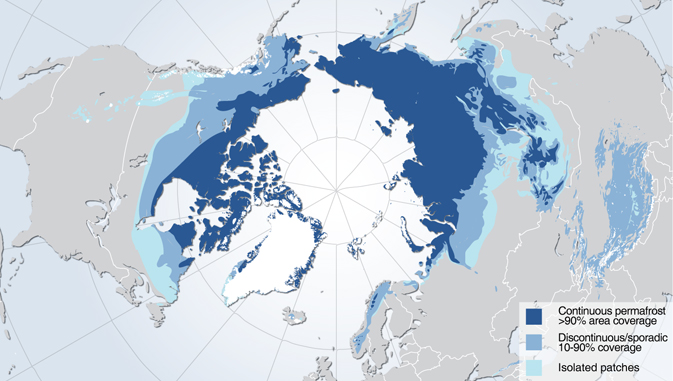 Continuous permafrost
>90% area coverage
Discontinuous/sporadic
10-90% coverage
Isolated patches